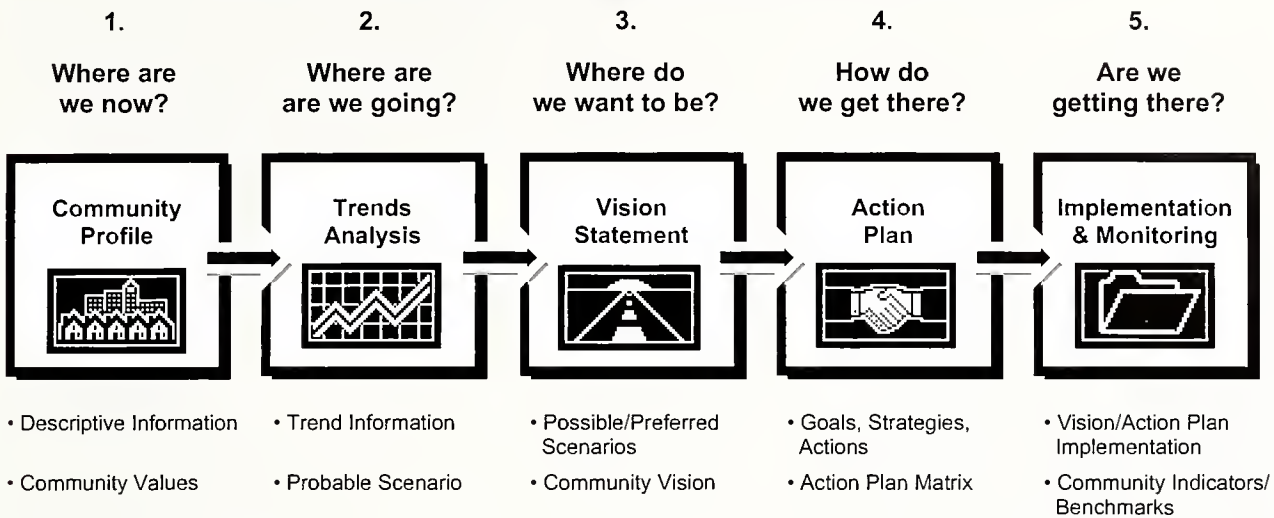 1.
Where are
we now?
Community
Profile
• Descriptive Information
• Community Values
2.
Where are
are we going?
Trends
Analysis
• Trend Information
• Probable Scenario
3.
Where do
we want to be?
Vision
Statement
• Possible/Preferred
Scenarios
• Community Vision
4.
How do
we get there?
Action
Plan
• Goals, Strategies,
Actions
• Action Plan Matrix
5.
Are we
getting there?
Implementation
& Monitoring
• Vision/Action Plan
Implementation
• Community Indicators/
Benchmarks